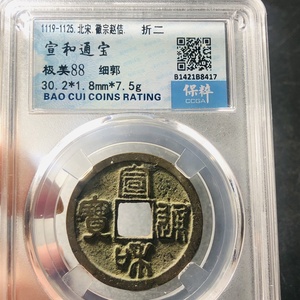 1119-1125.北宋.徽宗赵佶. 折二
宣和通宝
极美88 细郭
30.2*1.8mm*7.5g
BAO CUI COINS RATING
B1421B8417
保粹
CCGA
宣和通寶